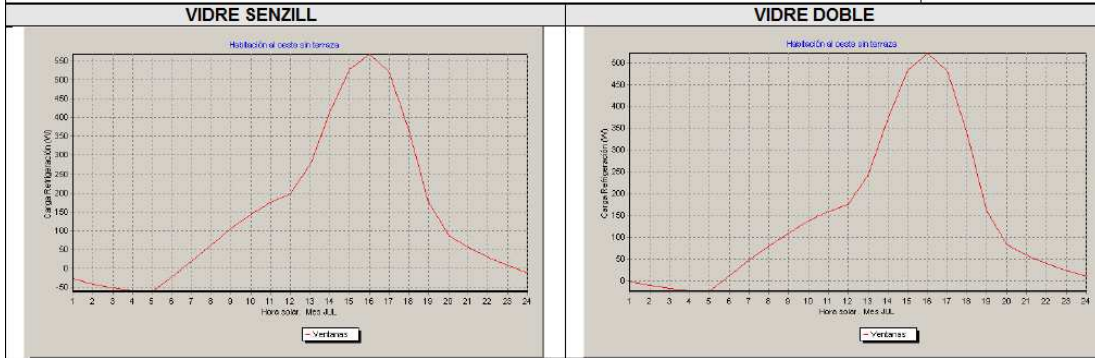 VIDRE SENZILL
VIDRE DOBLE
Habitación al oeste sin terraza
550
500
450
400
350
300
250
200
150
100
50
0
-50
Carga Refrigeración (W)
1 2 3 4 5 6 7 8 9 10 11 12 13 14 15 16 17 18 19 20 21 22 23 24
Hora solar. Mes JUL
Ventanas
Habitación al oeste sin terraza
500
450
400
350
300
250
200
150
100
50
0
Carga Refrigeración (W)
1 2 3 4 5 6 7 8 9 10 11 12 13 14 15 16 17 18 19 20 21 22 23 24
Hora solar. Mes JUL
Ventanas